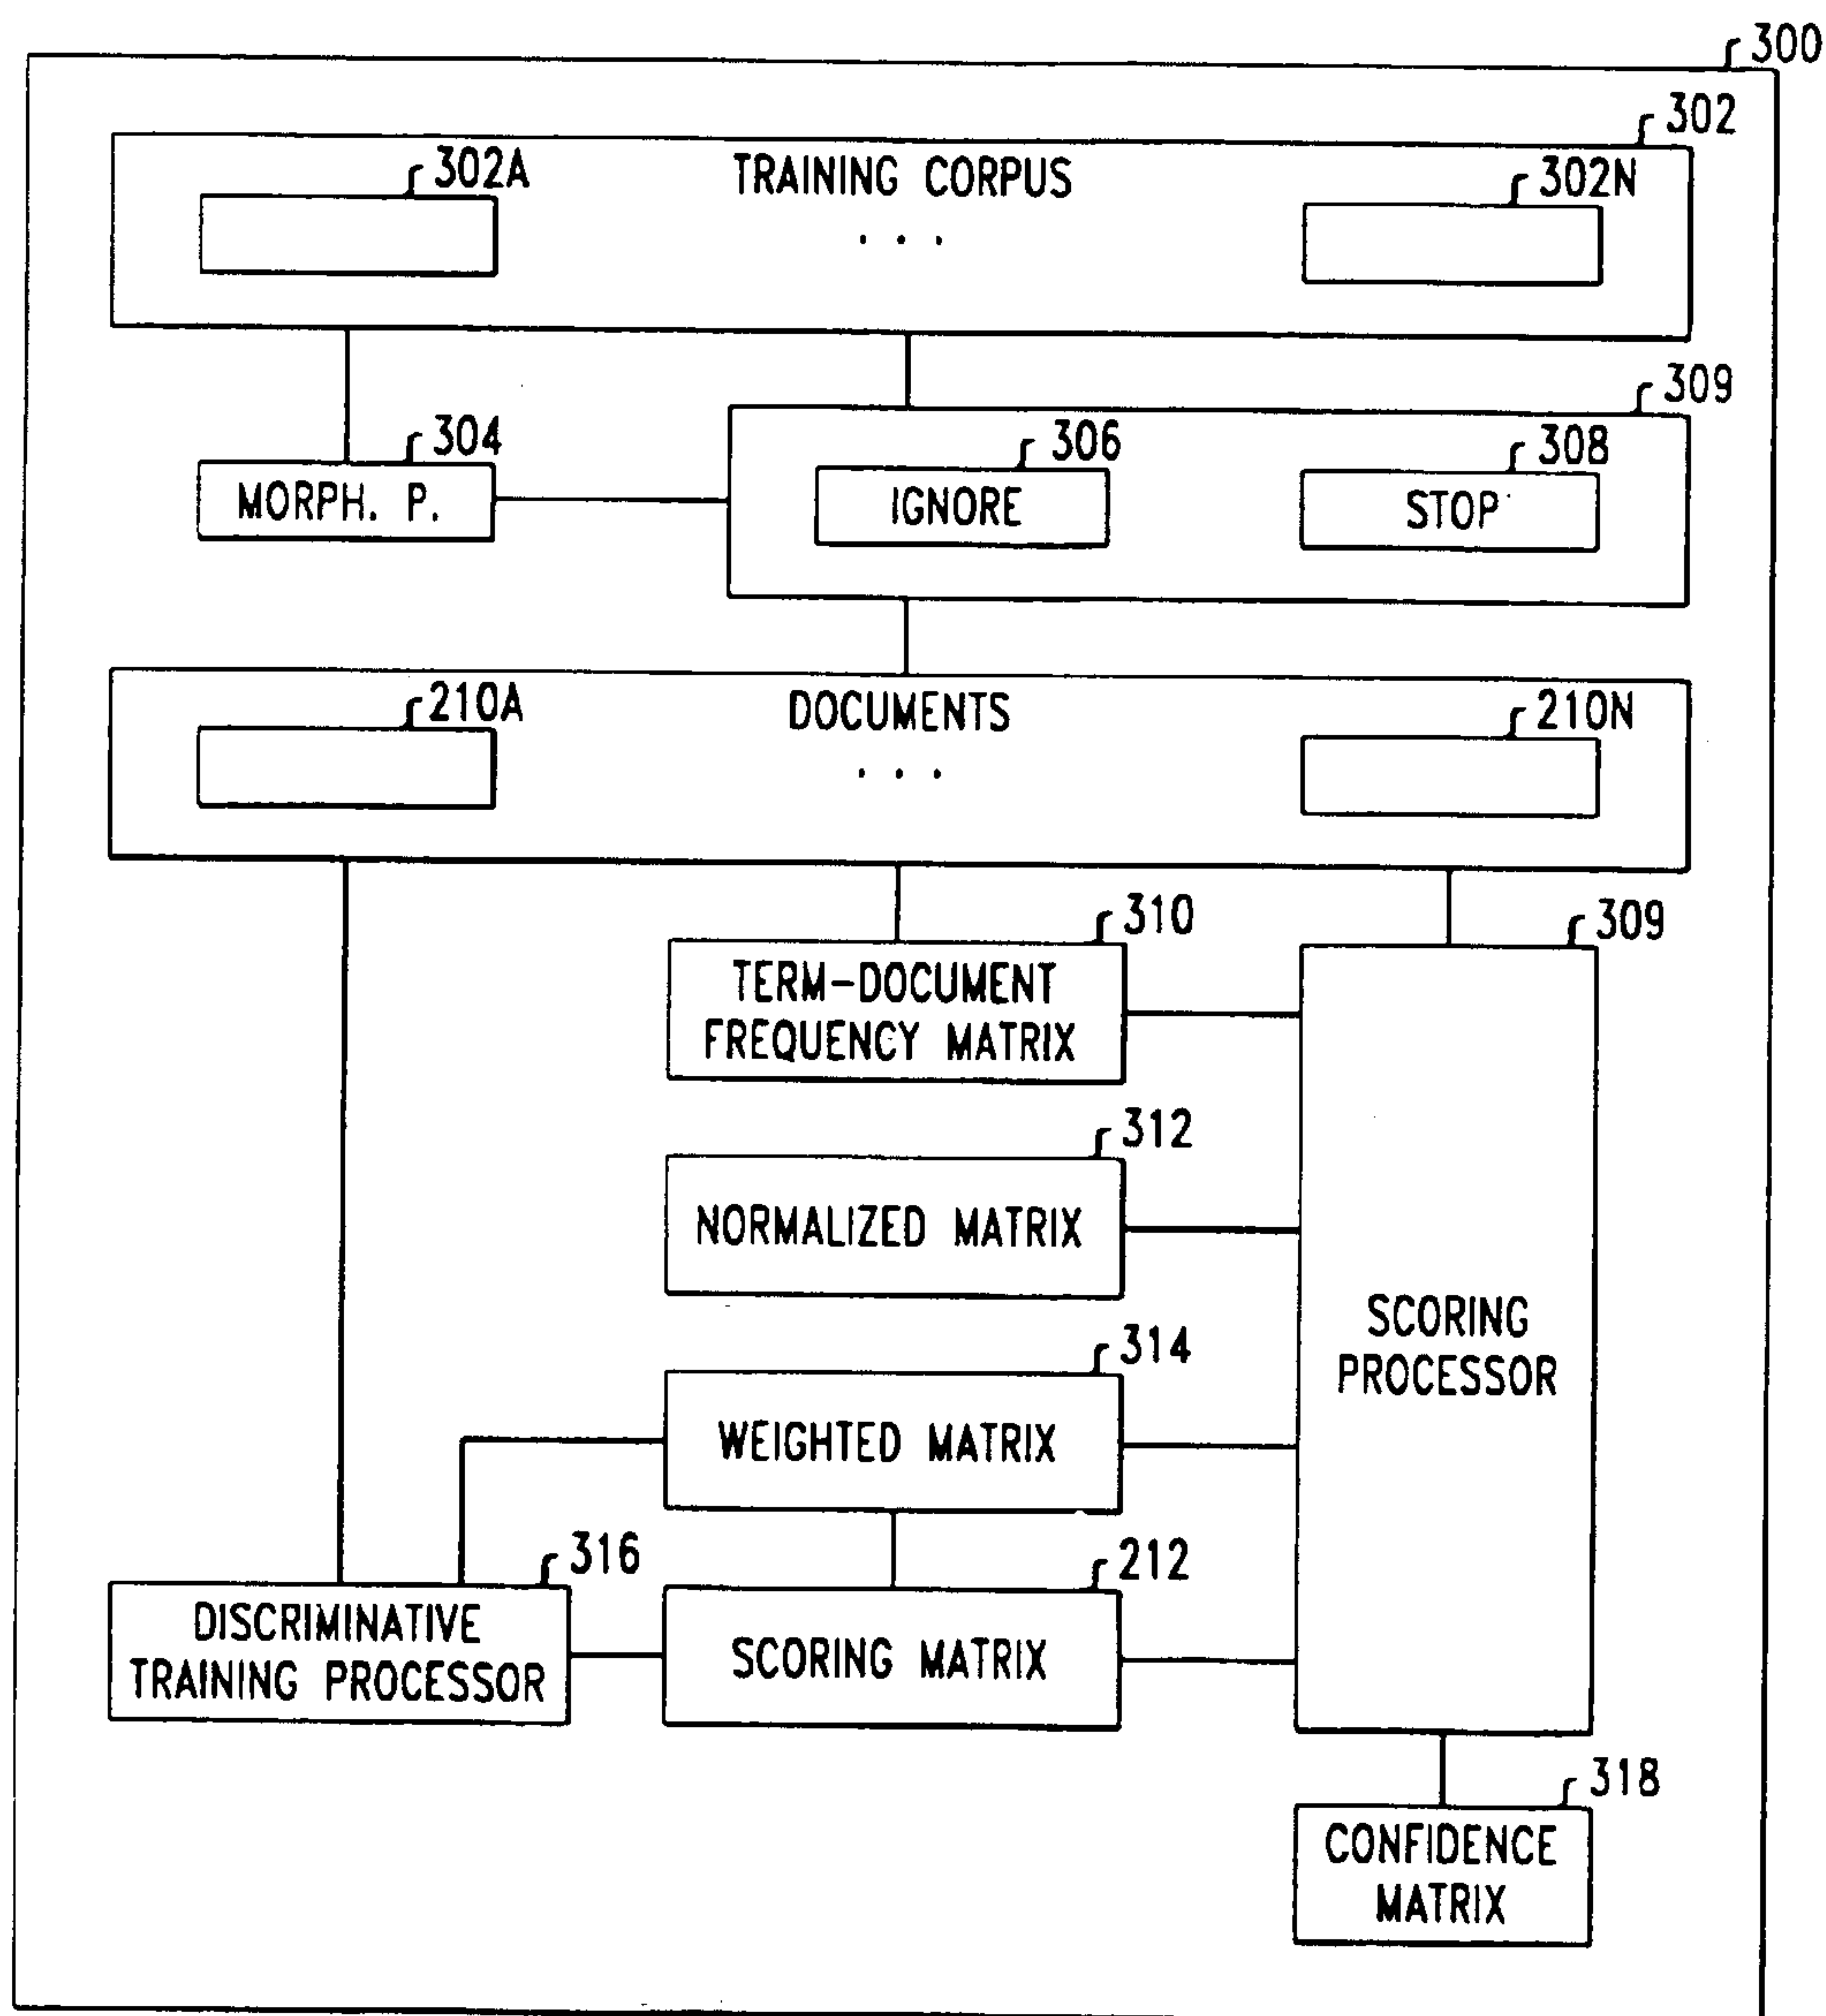 300
302
302A
TRAINING CORPUS
302N
. . .
309
304
306
308
MORPH. P.
IGNORE
STOP
210A
DOCUMENTS
210N
. . .
310
309
TERM-DOCUMENT
FREQUENCY MATRIX
312
NORMALIZED MATRIX
SCORING
PROCESSOR
314
WEIGHTED MATRIX
316
212
DISCRIMINATIVE
TRAINING PROCESSOR
SCORING MATRIX
318
CONFIDENCE
MATRIX